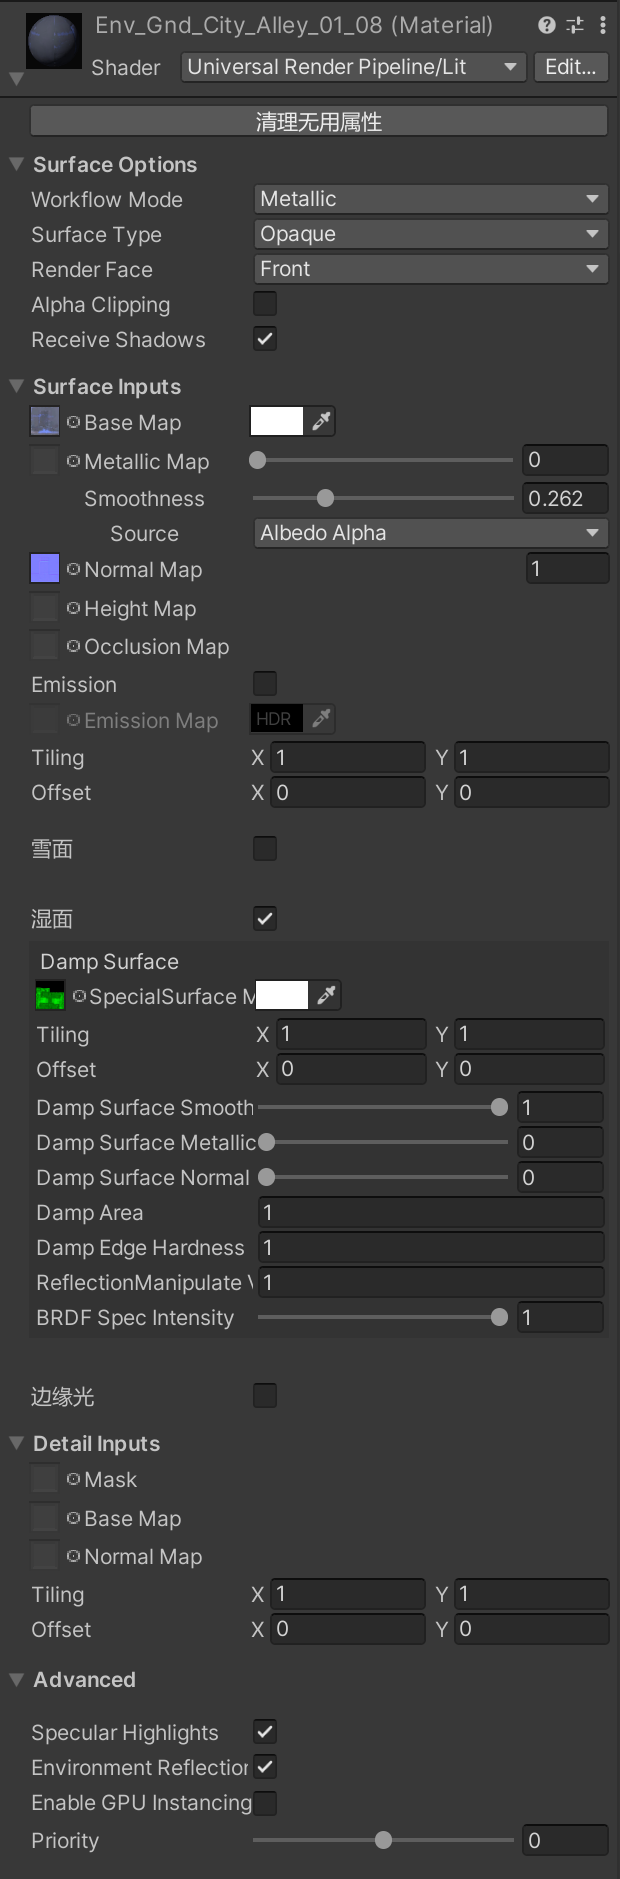 Env_Gnd_City_Alley_01_08 (Material)
Shader Universal Render Pipeline/Lit Edit...
清理无用属性
Surface Options
Workflow Mode Metallic
Surface Type Opaque
Render Face Front
Alpha Clipping
Receive Shadows
Surface Inputs
Base Map
Metallic Map 0
Smoothness 0.262
Source Albedo Alpha
Normal Map 1
Height Map
Occlusion Map
Emission
Emission Map HDR
Tiling X 1 Y 1
Offset X 0 Y 0
雪面
湿面
Damp Surface
SpecialSurface M
Tiling X 1 Y 1
Offset X 0 Y 0
Damp Surface Smooth 1
Damp Surface Metallic 0
Damp Surface Normal 0
Damp Area 1
Damp Edge Hardness 1
ReflectionManipulate V 1
BRDF Spec Intensity 1
边缘光
Detail Inputs
Mask
Base Map
Normal Map
Tiling X 1 Y 1
Offset X 0 Y 0
Advanced
Specular Highlights
Environment Reflection
Enable GPU Instancing
Priority 0